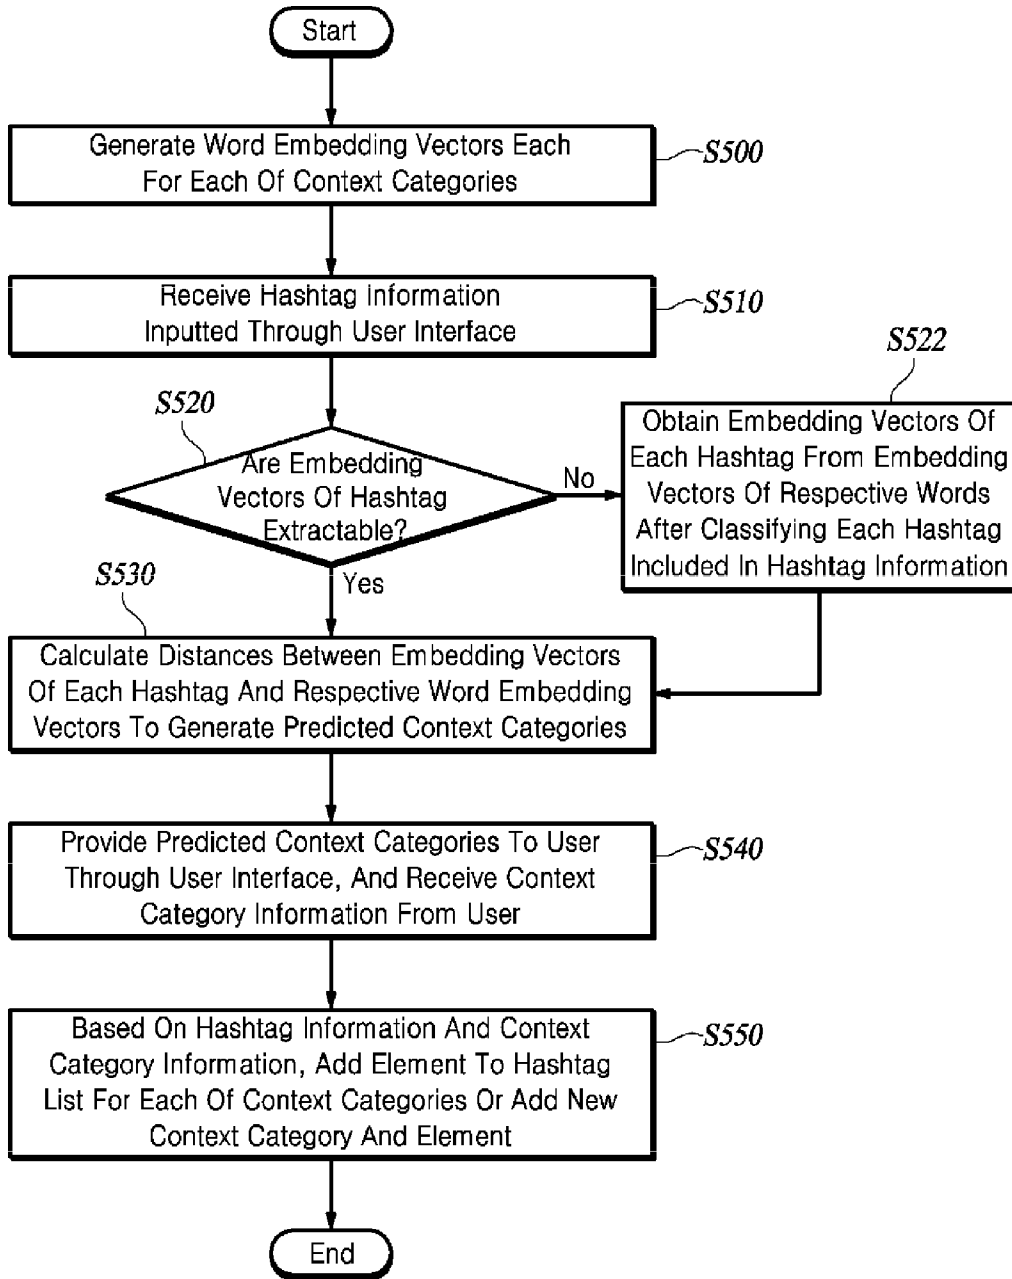 Start
Generate Word Embedding Vectors Each
For Each Of Context Categories
S500
Receive Hashtag Information
Inputted Through User Interface
S510
S520
Are Embedding
Vectors Of Hashtag
Extractable?
No
Yes
S522
Obtain Embedding Vectors Of
Each Hashtag From Embedding
Vectors Of Respective Words
After Classifying Each Hashtag
Included In Hashtag Information
S530
Calculate Distances Between Embedding Vectors
Of Each Hashtag And Respective Word Embedding
Vectors To Generate Predicted Context Categories
Provide Predicted Context Categories To User
Through User Interface, And Receive Context
Category Information From User
S540
Based On Hashtag Information And Context
Category Information, Add Element To Hashtag
List For Each Of Context Categories Or Add New
Context Category And Element
S550
End